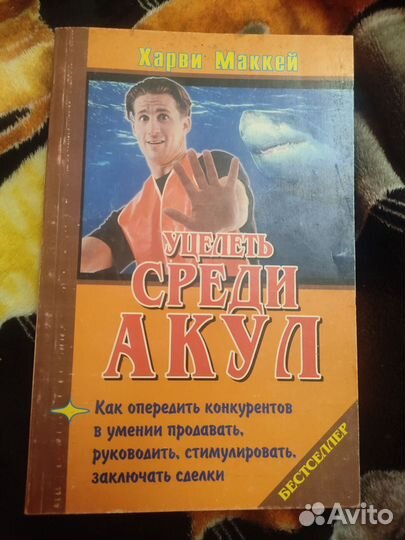 Харви Маккей
УЦЕЛЕТЬ
СРЕДИ
АКУЛ
Как опередить конкурентов
в умении продавать,
руководить, стимулировать,
заключать сделки
БЕСТСЕЛЛЕР
Avito